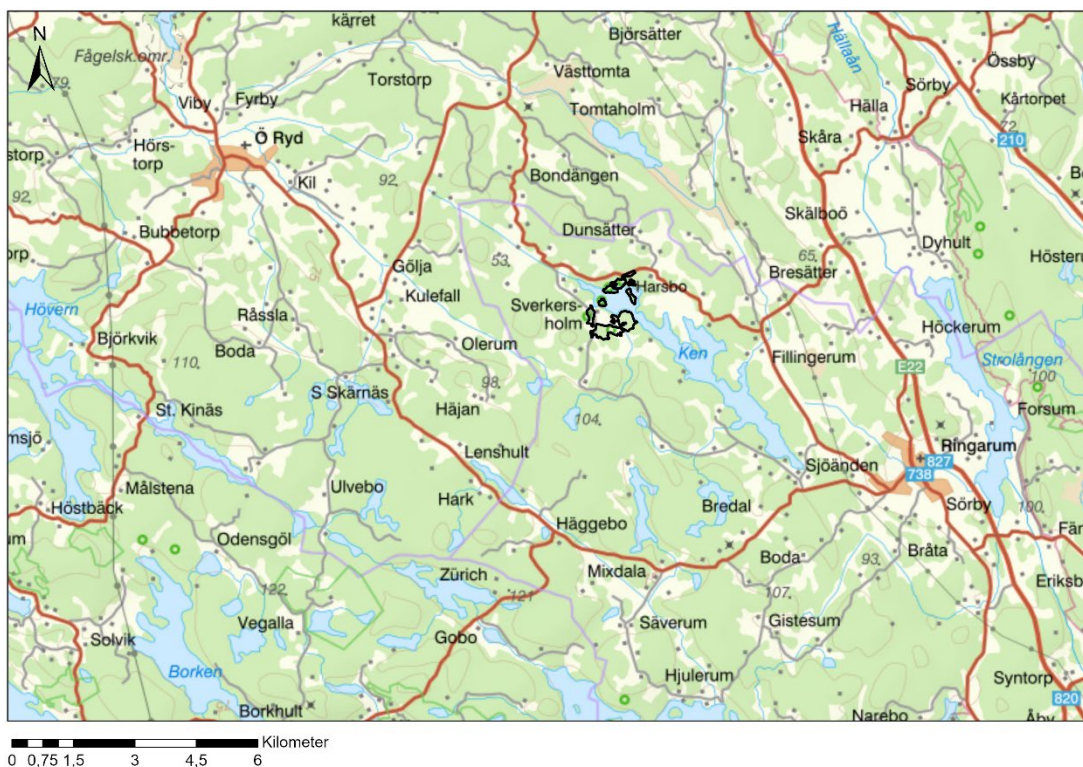 kärret
Björsätter
Hällaån
Össby
N
Fågelsk.omr.
Västtomta
Sörby
79
Torstorp
Viby
Fyrby
Tomtaholm
Hälla
Kårtorpet
72
Skåra
210
Hörs-
torp
Ö Ryd
storp
Kil
92
Bondängen
92
Skälboö
Bubbetorp
Dunsätter
Dyhult
orp
53
65
Gölja
Bresätter
Hösteru
Hövern
Kulefall
Sverkers-
holm
Harsbo
Råssla
Höckerum
Björkvik
Olerum
Ken
Fillingerum
Strolången
Boda
110
E22
100
98
S Skärnäs
Häjan
Forsum
St. Kinäs
104
msjö
Lenshult
Ringarum
827
Sjöänden
738
Målstena
Ulvebo
Hark
Bredal
Sörby
Höstbäck
Häggebo
100
um
Odensgöl
Boda
93
Bråta
Fär
Zürich
Mixdala
122
121
107
Eriksb
Vegalla
Säverum
Gistesum
Solvik
Gobo
Borken
Hjulerum
Syntorp
820
Borkhult
Narebo
Åby
Kilometer
0 0,75 1,5 3 4,5 6